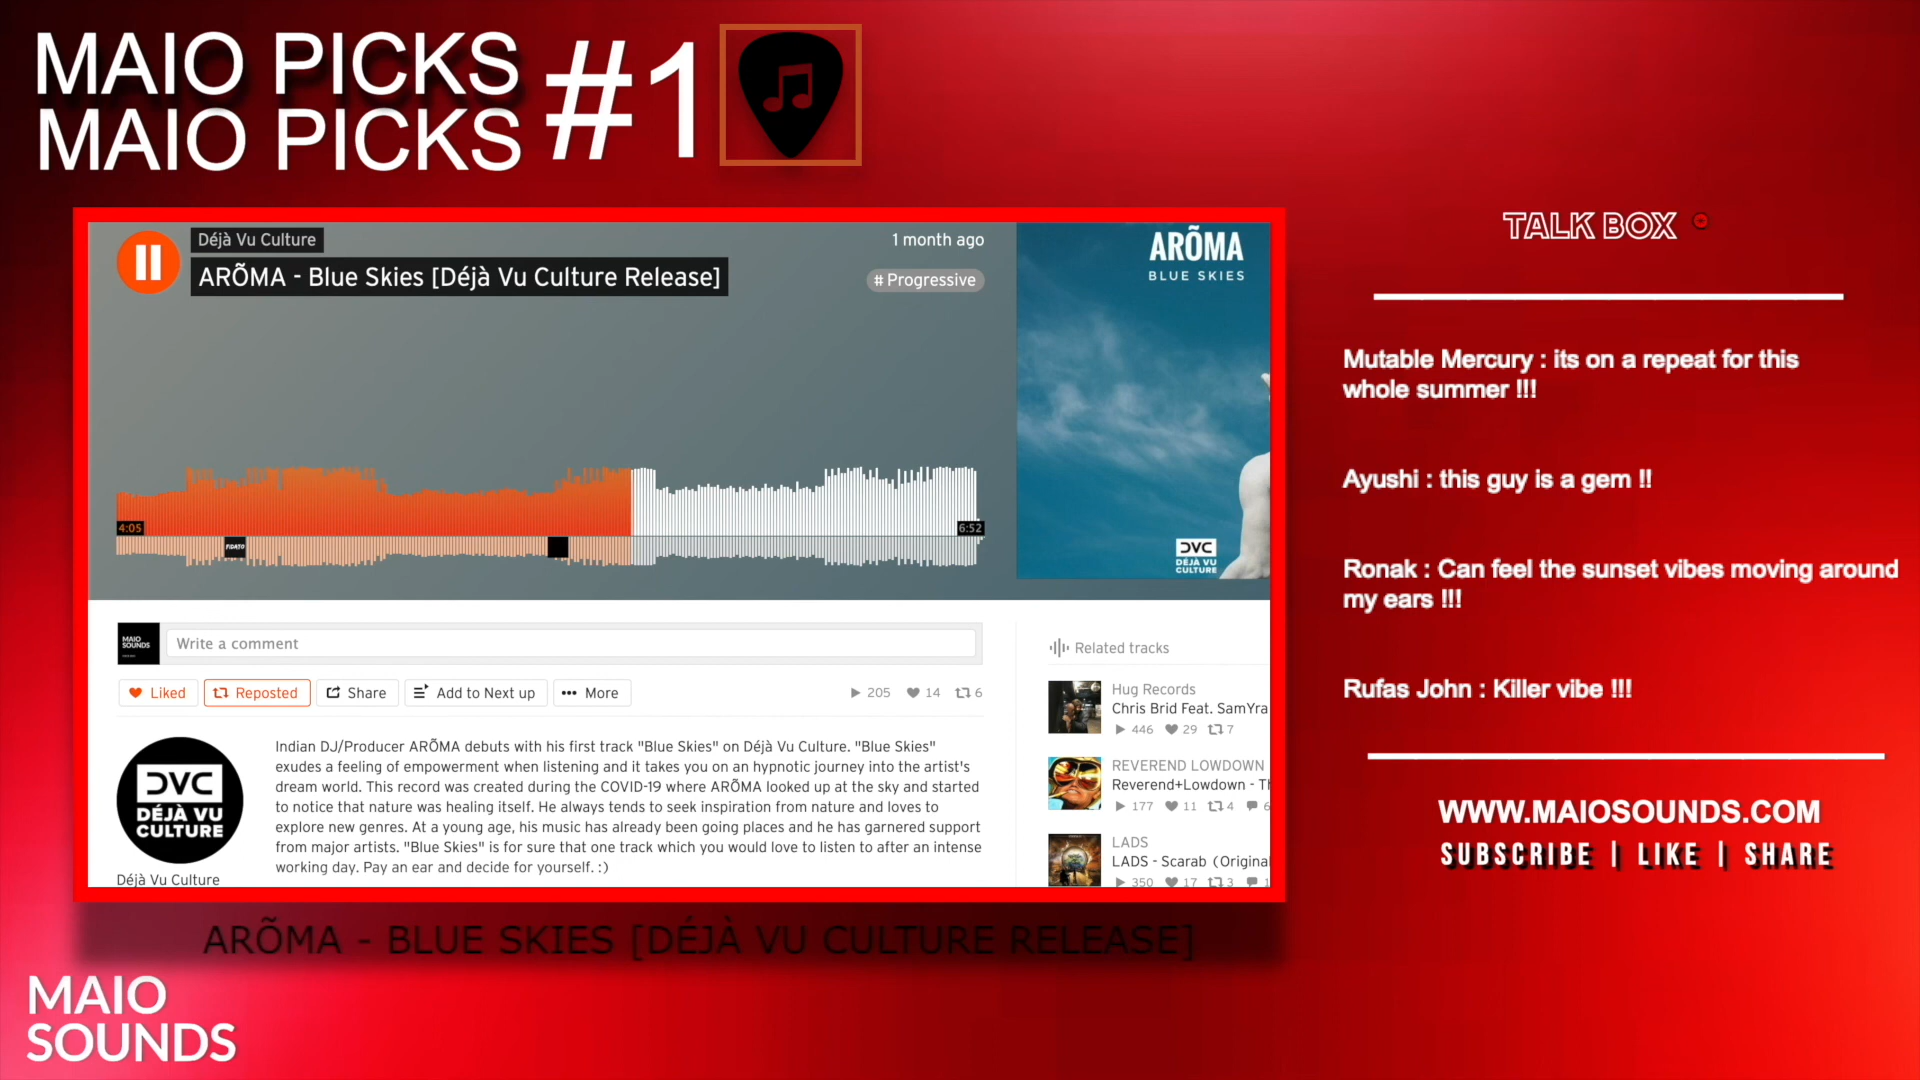 MAIO PICKS
MAIO PICKS
#1
Déjà Vu Culture
ARÕMA - Blue Skies [Déjà Vu Culture Release]
1 month ago
# Progressive
4:05
FIDATO
6:52
ARÕMA
BLUE SKIES
DVC
DÉJÀ VU
CULTURE
MAIO
SOUNDS
Write a comment
Liked
Reposted
Share
Add to Next up
More
205
14
6
DVC
DÉJÀ VU
CULTURE
Déjà Vu Culture
Indian DJ/Producer ARÕMA debuts with his first track "Blue Skies" on Déjà Vu Culture. "Blue Skies"
exudes a feeling of empowerment when listening and it takes you on an hypnotic journey into the artist's
dream world. This record was created during the COVID-19 where ARÕMA looked up at the sky and started
to notice that nature was healing itself. He always tends to seek inspiration from nature and loves to
explore new genres. At a young age, his music has already been going places and he has garnered support
from major artists. "Blue Skies" is for sure that one track which you would love to listen to after an intense
working day. Pay an ear and decide for yourself. :)
Related tracks
Hug Records
Chris Brid Feat. SamYra
446 29 7
REVEREND LOWDOWN
Reverend+Lowdown - Th
177 11 4 6
LADS
LADS - Scarab (Original
350 17 3 1
ARÕMA - BLUE SKIES [DÉJÀ VU CULTURE RELEASE]
MAIO
SOUNDS
TALK BOX
Mutable Mercury : its on a repeat for this
whole summer !!!
Ayushi : this guy is a gem !!
Ronak : Can feel the sunset vibes moving around
my ears !!!
Rufas John : Killer vibe !!!
WWW.MAIOSOUNDS.COM
SUBSCRIBE | LIKE | SHARE